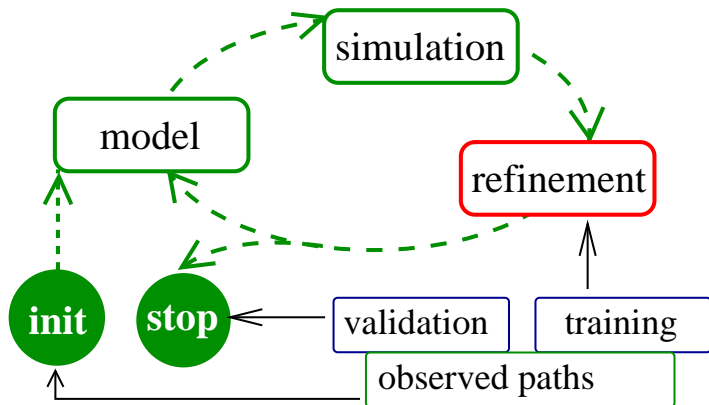 simulation
model
refinement
init
stop
validation
training
observed paths